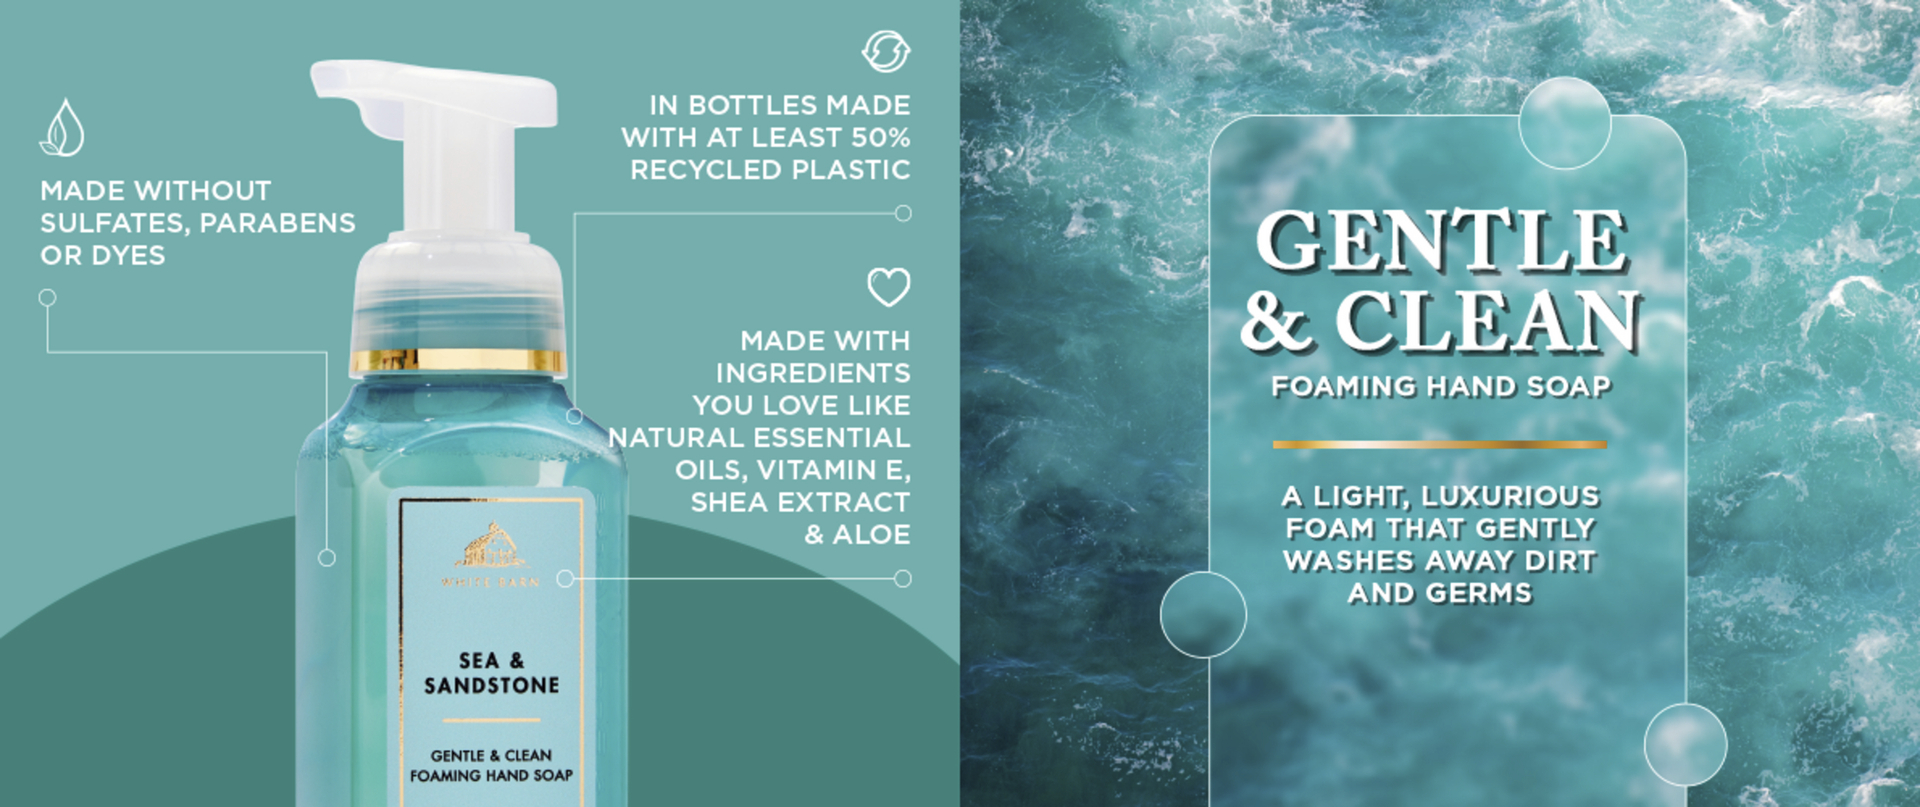 MADE WITHOUT
SULFATES, PARABENS
OR DYES
IN BOTTLES MADE
WITH AT LEAST 50%
RECYCLED PLASTIC
MADE WITH
INGREDIENTS
YOU LOVE LIKE
NATURAL ESSENTIAL
OILS, VITAMIN E,
SHEA EXTRACT
& ALOE
WHITE BARN
SEA &
SANDSTONE
GENTLE & CLEAN
FOAMING HAND SOAP
GENTLE
& CLEAN
FOAMING HAND SOAP
A LIGHT, LUXURIOUS
FOAM THAT GENTLY
WASHES AWAY DIRT
AND GERMS